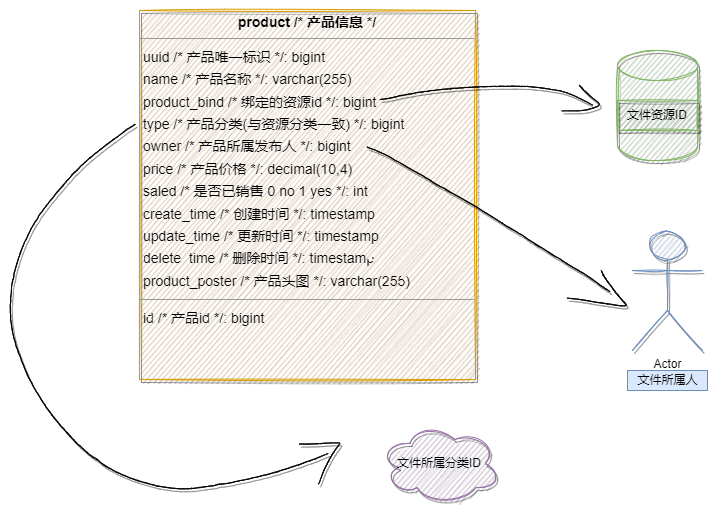 product /* 产品信息 */
uuid /* 产品唯一标识 */: bigint
name /* 产品名称 */: varchar(255)
product_bind /* 绑定的资源id */: bigint
type /* 产品分类(与资源分类一致) */: bigint
owner /* 产品所属发布人 */: bigint
price /* 产品价格 */: decimal(10,4)
saled /* 是否已销售 0 no 1 yes */: int
create_time /* 创建时间 */: timestamp
update_time /* 更新时间 */: timestamp
delete_time /* 删除时间 */: timestamp
product_poster /* 产品头图 */: varchar(255)
id /* 产品id */: bigint
文件资源ID
Actor
文件所属人
文件所属分类ID